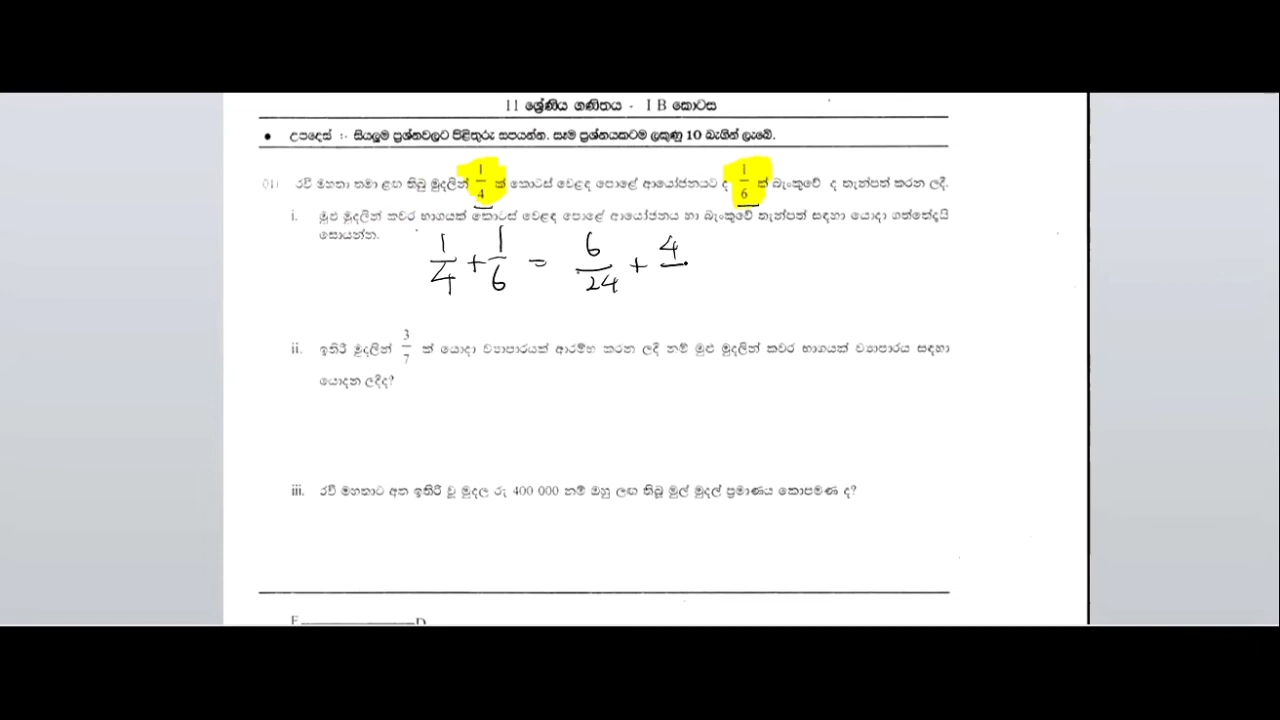 11 ශ්‍රේණිය ගණිතය - I B කොටස
• උපදෙස් :- සියලුම ප්‍රශ්නවලට පිළිතුරු සපයන්න. සෑම ප්‍රශ්නයකටම ලකුණු 10 බැගින් ලැබේ.
01) රවි මහතා තමා ළඟ තිබූ මුදලින් 1/4 ක් කොටස් වෙළඳ පොළේ ආයෝජනයට ද 1/6 ක් බැංකුවේ ද තැන්පත් කරන ලදී.
i. මුළු මුදලින් කවර භාගයක් කොටස් වෙළඳ පොළේ ආයෝජනය හා බැංකුවේ තැන්පත් සඳහා යොදා ගත්තේදැයි
සොයන්න.
1/4 + 1/6 = 6/24 + 4
ii. ඉතිරි මුදලින් 3/7 ක් යොදා ව්‍යාපාරයක් ආරම්භ කරන ලදී නම් මුළු මුදලින් කවර භාගයක් ව්‍යාපාරය සඳහා
යොදන ලදීද?
iii. රවි මහතාට අත ඉතිරි වූ මුදල රු 400 000 නම් ඔහු ලඟ තිබූ මුල් මුදල් ප්‍රමාණය කොපමණ ද?